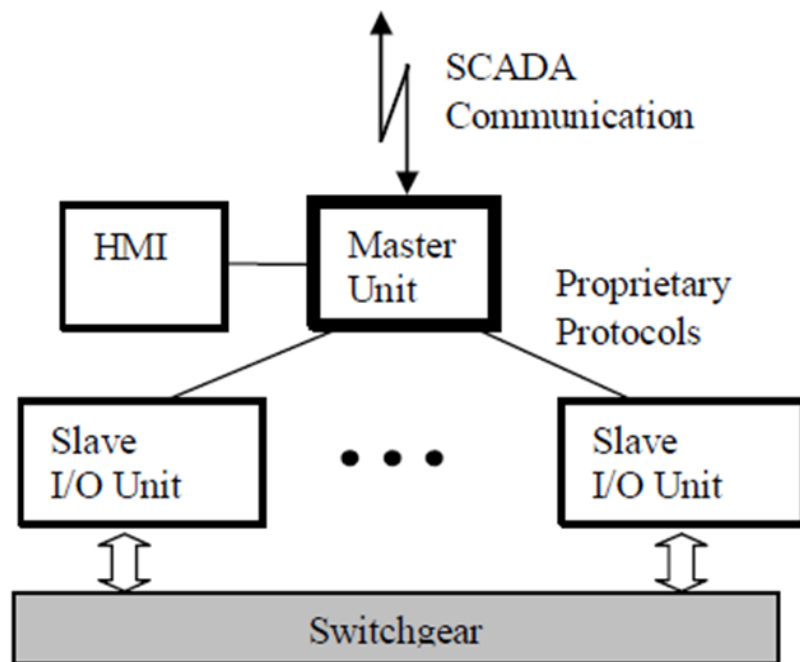 SCADA
Communication
HMI
Master
Unit
Proprietary
Protocols
Slave
I/O Unit
Slave
I/O Unit
Switchgear